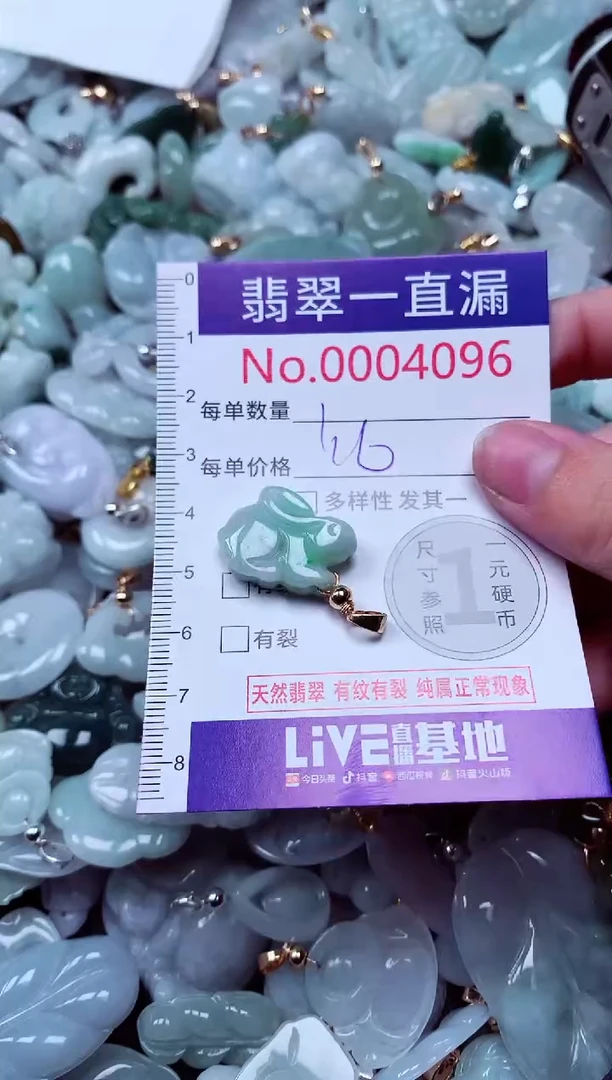 翡翠一直漏
No.0004096
0
1
2
3
4
5
6
7
8
每单数量
每单价格
多样性 发其一
有裂
尺寸参照
1
一元硬币
天然翡翠 有纹有裂 纯属正常现象
LiVE直播基地
今日头条 抖音 西瓜视频 抖音火山版